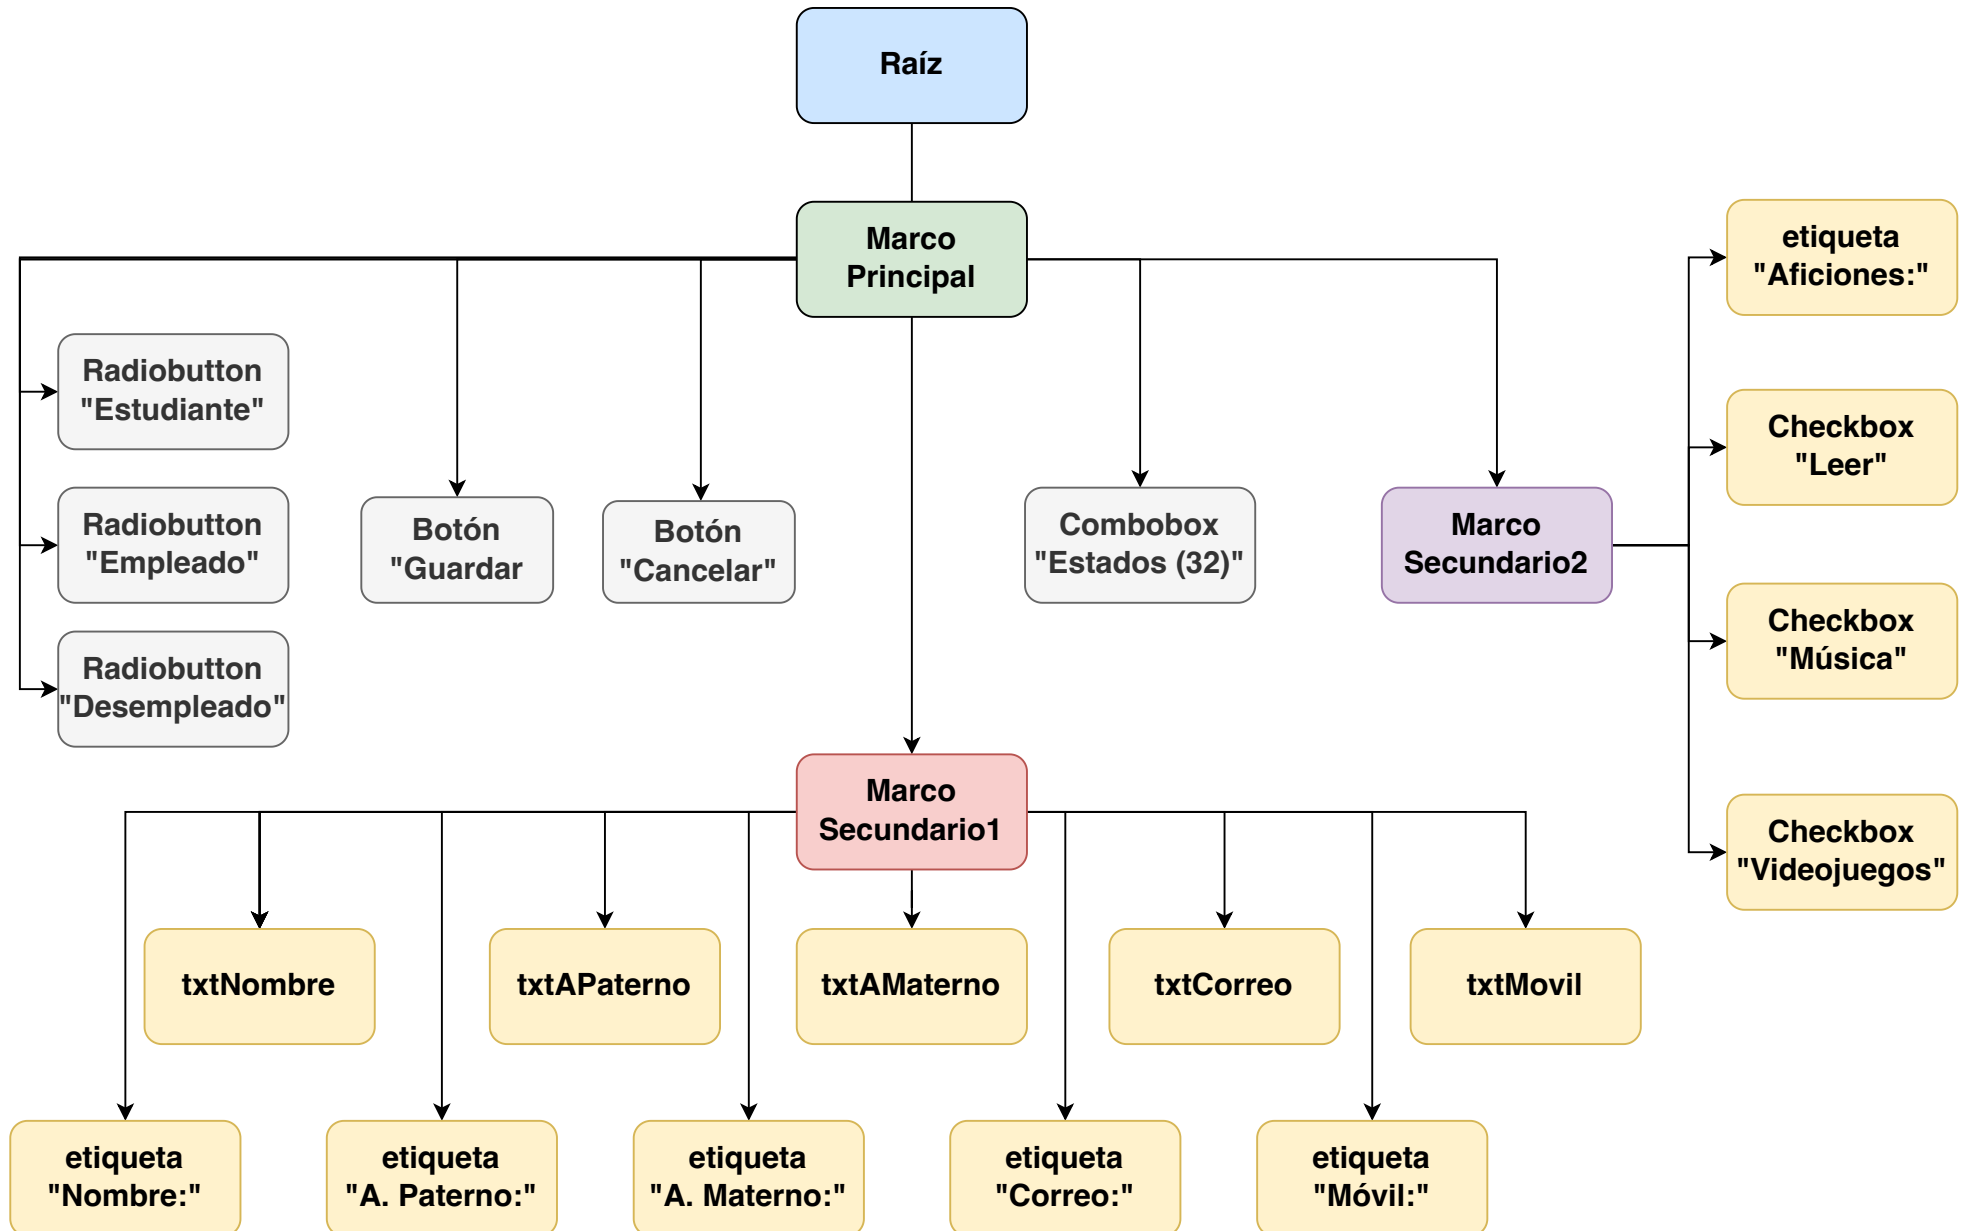 Raíz
Marco
Principal
etiqueta
"Aficiones:"
Radiobutton
"Estudiante"
Checkbox
"Leer"
Radiobutton
"Empleado"
Botón
"Guardar
Botón
"Cancelar"
Combobox
"Estados (32)"
Marco
Secundario2
Checkbox
"Música"
Radiobutton
"Desempleado"
Marco
Secundario1
Checkbox
"Videojuegos"
txtNombre
txtAPaterno
txtAMaterno
txtCorreo
txtMovil
etiqueta
"Nombre:"
etiqueta
"A. Paterno:"
etiqueta
"A. Materno:"
etiqueta
"Correo:"
etiqueta
"Móvil:"